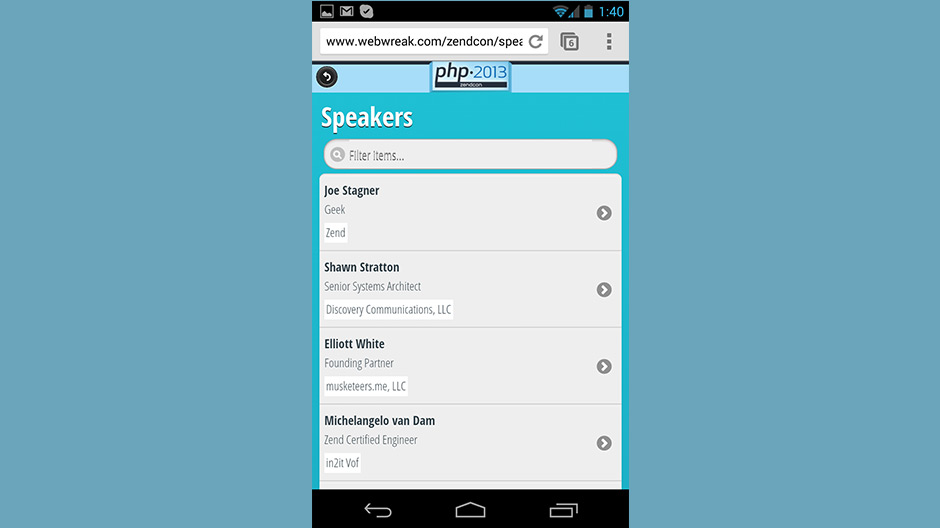 1:40
www.webwreak.com/zendcon/spea
6
php·2013
zendcon
Speakers
Filter items...
Joe Stagner
Geek
Zend
Shawn Stratton
Senior Systems Architect
Discovery Communications, LLC
Elliott White
Founding Partner
musketeers.me, LLC
Michelangelo van Dam
Zend Certified Engineer
in2it Vof